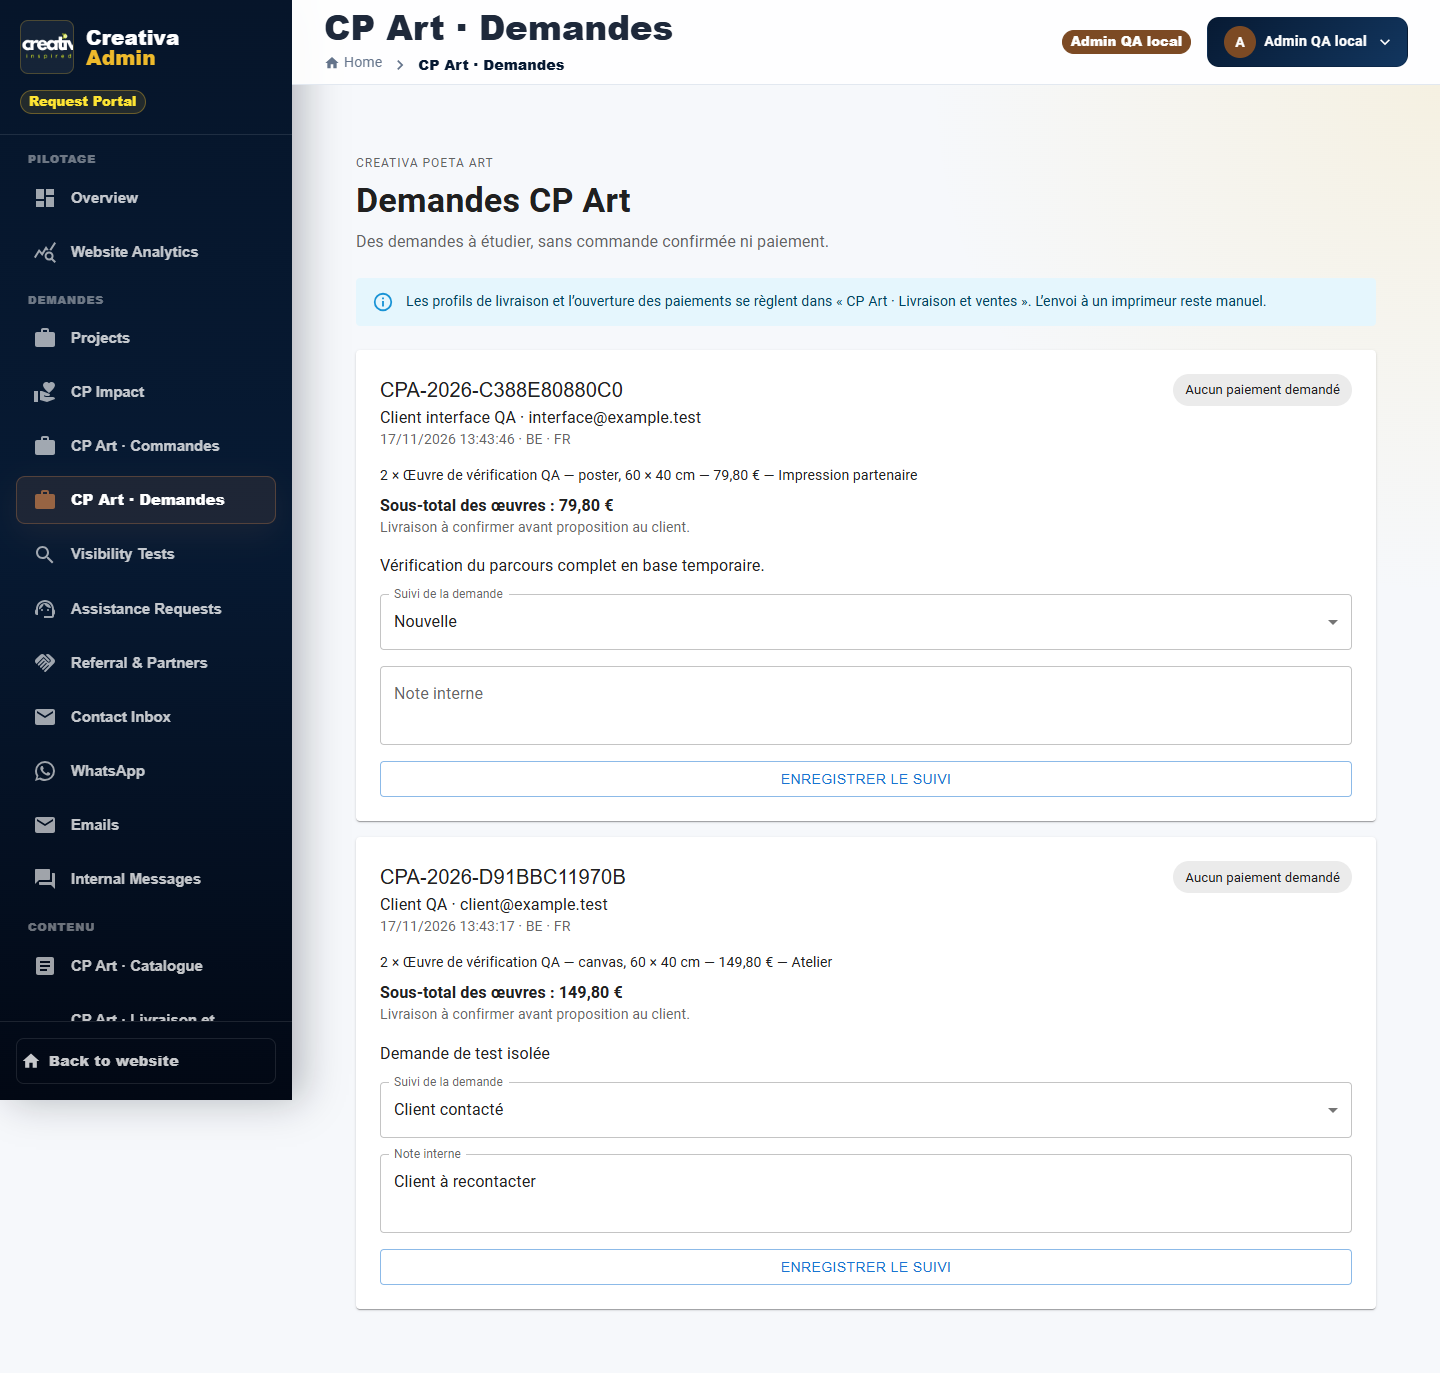 creativ
inspired
Creativa
Admin
Request Portal
PILOTAGE
Overview
Website Analytics
DEMANDES
Projects
CP Impact
CP Art · Commandes
CP Art · Demandes
Visibility Tests
Assistance Requests
Referral & Partners
Contact Inbox
WhatsApp
Emails
Internal Messages
CONTENU
CP Art · Catalogue
CP Art · Livraison et
Back to website
CP Art · Demandes
Home
CP Art · Demandes
Admin QA local
A
Admin QA local
CREATIVA POETA ART
Demandes CP Art
Des demandes à étudier, sans commande confirmée ni paiement.
Les profils de livraison et l’ouverture des paiements se règlent dans « CP Art · Livraison et ventes ». L’envoi à un imprimeur reste manuel.
CPA-2026-C388E80880C0
Aucun paiement demandé
Client interface QA · interface@example.test
17/11/2026 13:43:46 · BE · FR
2 × Œuvre de vérification QA — poster, 60 × 40 cm — 79,80 € — Impression partenaire
Sous-total des œuvres : 79,80 €
Livraison à confirmer avant proposition au client.
Vérification du parcours complet en base temporaire.
Suivi de la demande
Nouvelle
Note interne
ENREGISTRER LE SUIVI
CPA-2026-D91BBC11970B
Aucun paiement demandé
Client QA · client@example.test
17/11/2026 13:43:17 · BE · FR
2 × Œuvre de vérification QA — canvas, 60 × 40 cm — 149,80 € — Atelier
Sous-total des œuvres : 149,80 €
Livraison à confirmer avant proposition au client.
Demande de test isolée
Suivi de la demande
Client contacté
Note interne
Client à recontacter
ENREGISTRER LE SUIVI